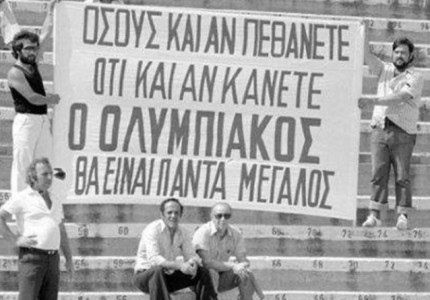 ΟΣΟΥΣ ΚΑΙ ΑΝ ΠΕΘΑΝΕΤΕ
ΟΤΙ ΚΑΙ ΑΝ ΚΑΝΕΤΕ
Ο ΟΛΥΜΠΙΑΚΟΣ
ΘΑ ΕΙΝΑΙ ΠΑΝΤΑ ΜΕΓΑΛΟΣ